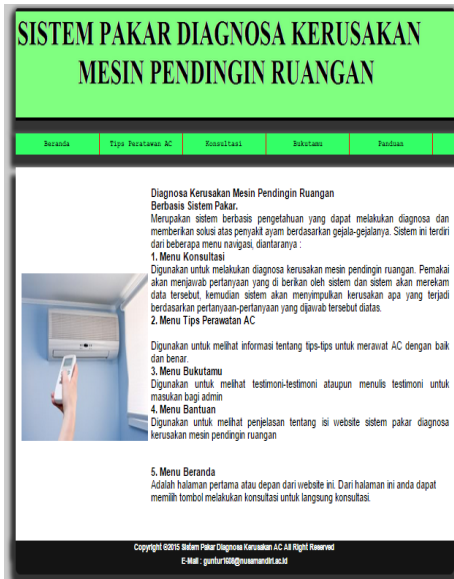 SISTEM PAKAR DIAGNOSA KERUSAKAN
MESIN PENDINGIN RUANGAN
Beranda
Tips Peratawan AC
Konsultasi
Bukutamu
Panduan
Diagnosa Kerusakan Mesin Pendingin Ruangan
Berbasis Sistem Pakar.
Merupakan sistem berbasis pengetahuan yang dapat melakukan diagnosa dan
memberikan solusi atas penyakit ayam berdasarkan gejala-gejalanya. Sistem ini terdiri
dari beberapa menu navigasi, diantaranya :
1. Menu Konsultasi
Digunakan untuk melakukan diagnosa kerusakan mesin pendingin ruangan. Pemakai
akan menjawab pertanyaan yang di berikan oleh sistem dan sistem akan merekam
data tersebut, kemudian sistem akan menyimpulkan kerusakan apa yang terjadi
berdasarkan pertanyaan-pertanyaan yang dijawab tersebut diatas.
2. Menu Tips Perawatan AC
Digunakan untuk melihat informasi tentang tips-tips untuk merawat AC dengan baik
dan benar.
3. Menu Bukutamu
Digunakan untuk melihat testimoni-testimoni ataupun menulis testimoni untuk
masukan bagi admin
4. Menu Bantuan
Digunakan untuk melihat penjelasan tentang isi website sistem pakar diagnosa
kerusakan mesin pendingin ruangan
5. Menu Beranda
Adalah halaman pertama atau depan dari website ini. Dari halaman ini anda dapat
memilih tombol melakukan konsultasi untuk langsung konsultasi.
Copyright ©2015 Sistem Pakar Diagnosa Kerusakan AC All Right Reserved
E-Mail : guntur1608@nusamandiri.ac.id